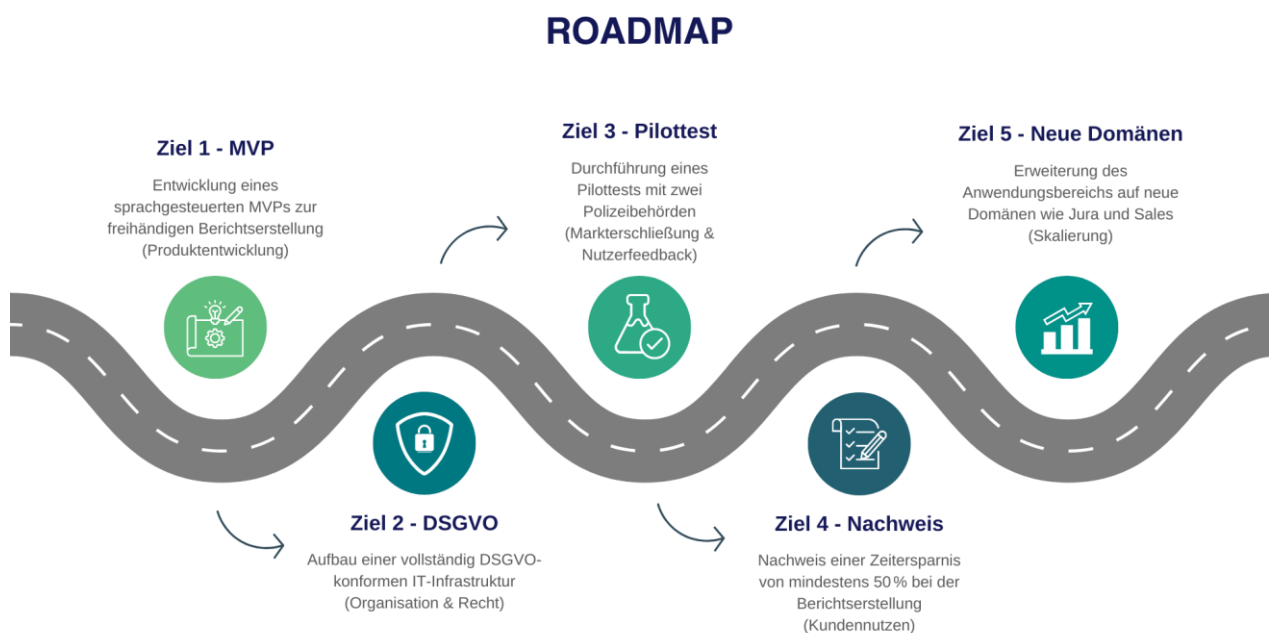 ROADMAP
Ziel 1 - MVP
Entwicklung eines
sprachgesteuerten MVPs zur
freihändigen Berichtserstellung
(Produktentwicklung)
Ziel 2 - DSGVO
Aufbau einer vollständig DSGVO-
konformen IT-Infrastruktur
(Organisation & Recht)
Ziel 3 - Pilottest
Durchführung eines
Pilottests mit zwei
Polizeibehörden
(Markterschließung &
Nutzerfeedback)
Ziel 4 - Nachweis
Nachweis einer Zeitersparnis
von mindestens 50 % bei der
Berichtserstellung
(Kundennutzen)
Ziel 5 - Neue Domänen
Erweiterung des
Anwendungsbereichs auf neue
Domänen wie Jura und Sales
(Skalierung)